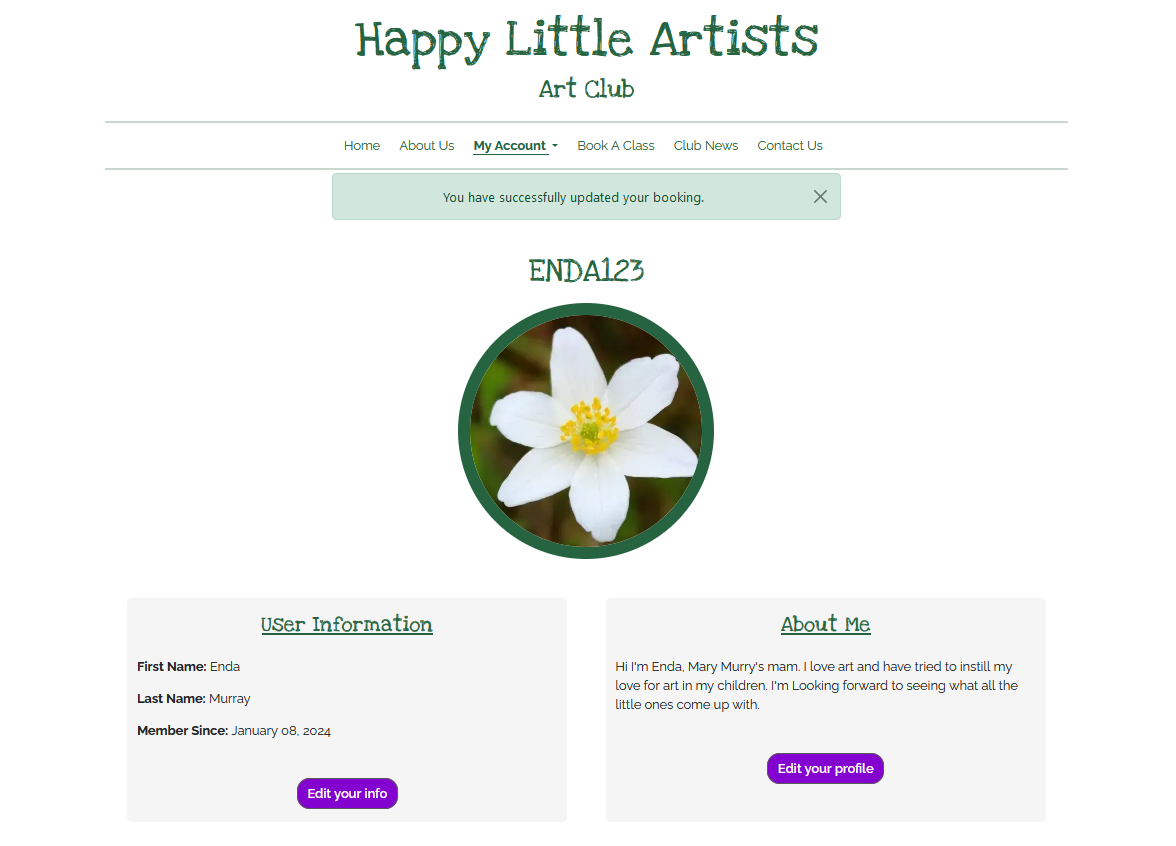 Happy Little Artists
Art Club
Home About Us My Account Book A Class Club News Contact Us
You have successfully updated your booking.
ENDA123
User Information
First Name: Enda
Last Name: Murray
Member Since: January 08, 2024
Edit your info
About Me
Hi I'm Enda, Mary Murry's mam. I love art and have tried to instill my
love for art in my children. I'm Looking forward to seeing what all the
little ones come up with.
Edit your profile